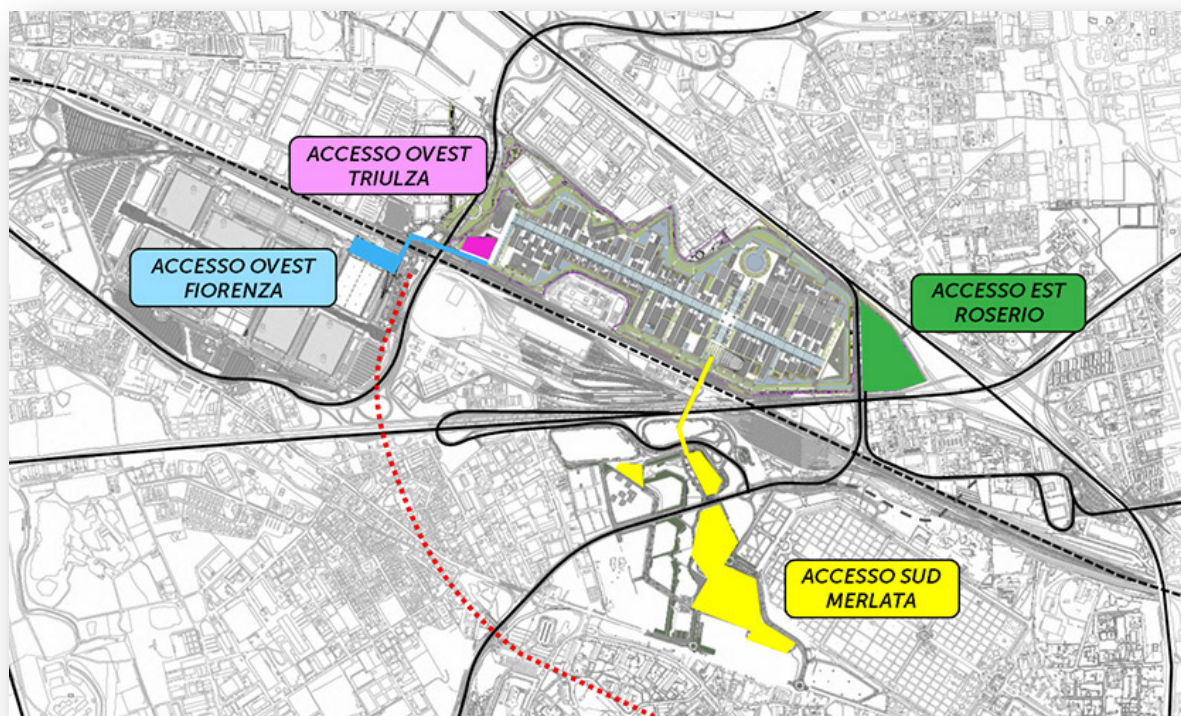 ACCESSO OVEST
TRIULZA
ACCESSO OVEST
FIORENZA
ACCESSO EST
ROSERIO
ACCESSO SUD
MERLATA